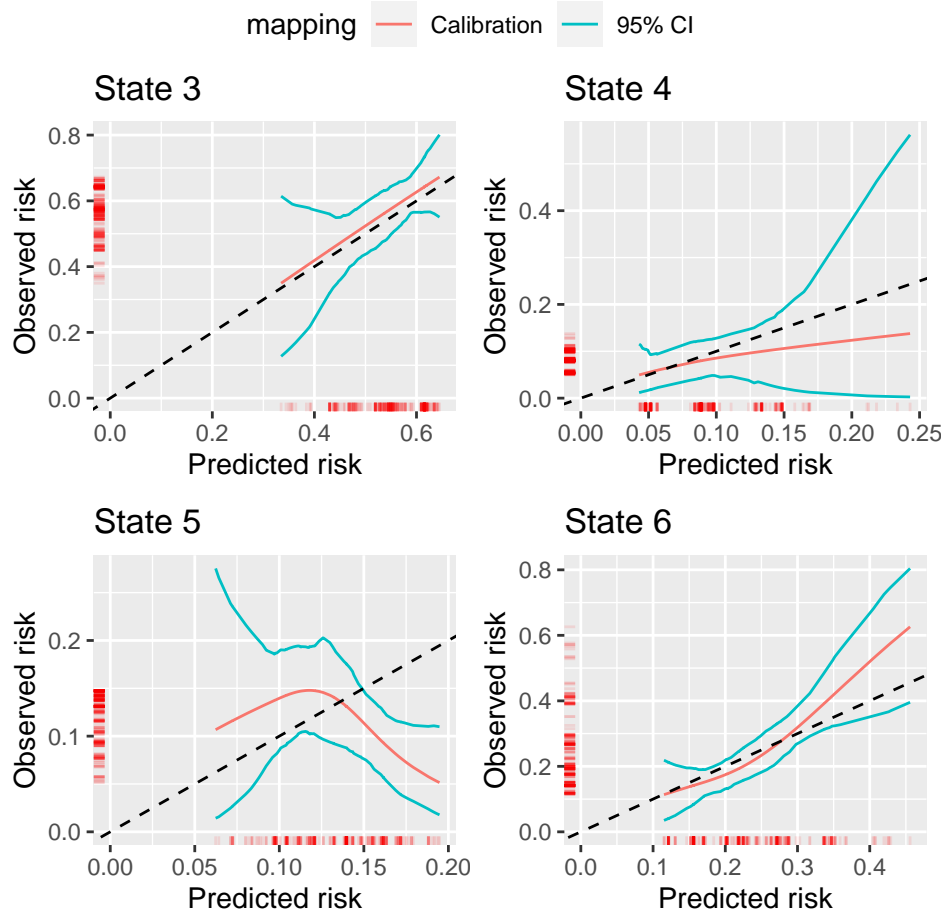 mapping Calibration 95% CI
State 3
Observed risk
0.8
0.6
0.4
0.2
0.0
0.0 0.2 0.4 0.6
Predicted risk
State 4
Observed risk
0.4
0.2
0.0
0.00 0.05 0.10 0.15 0.20 0.25
Predicted risk
State 5
Observed risk
0.2
0.1
0.0
0.00 0.05 0.10 0.15 0.20
Predicted risk
State 6
Observed risk
0.8
0.6
0.4
0.2
0.0
0.0 0.1 0.2 0.3 0.4
Predicted risk